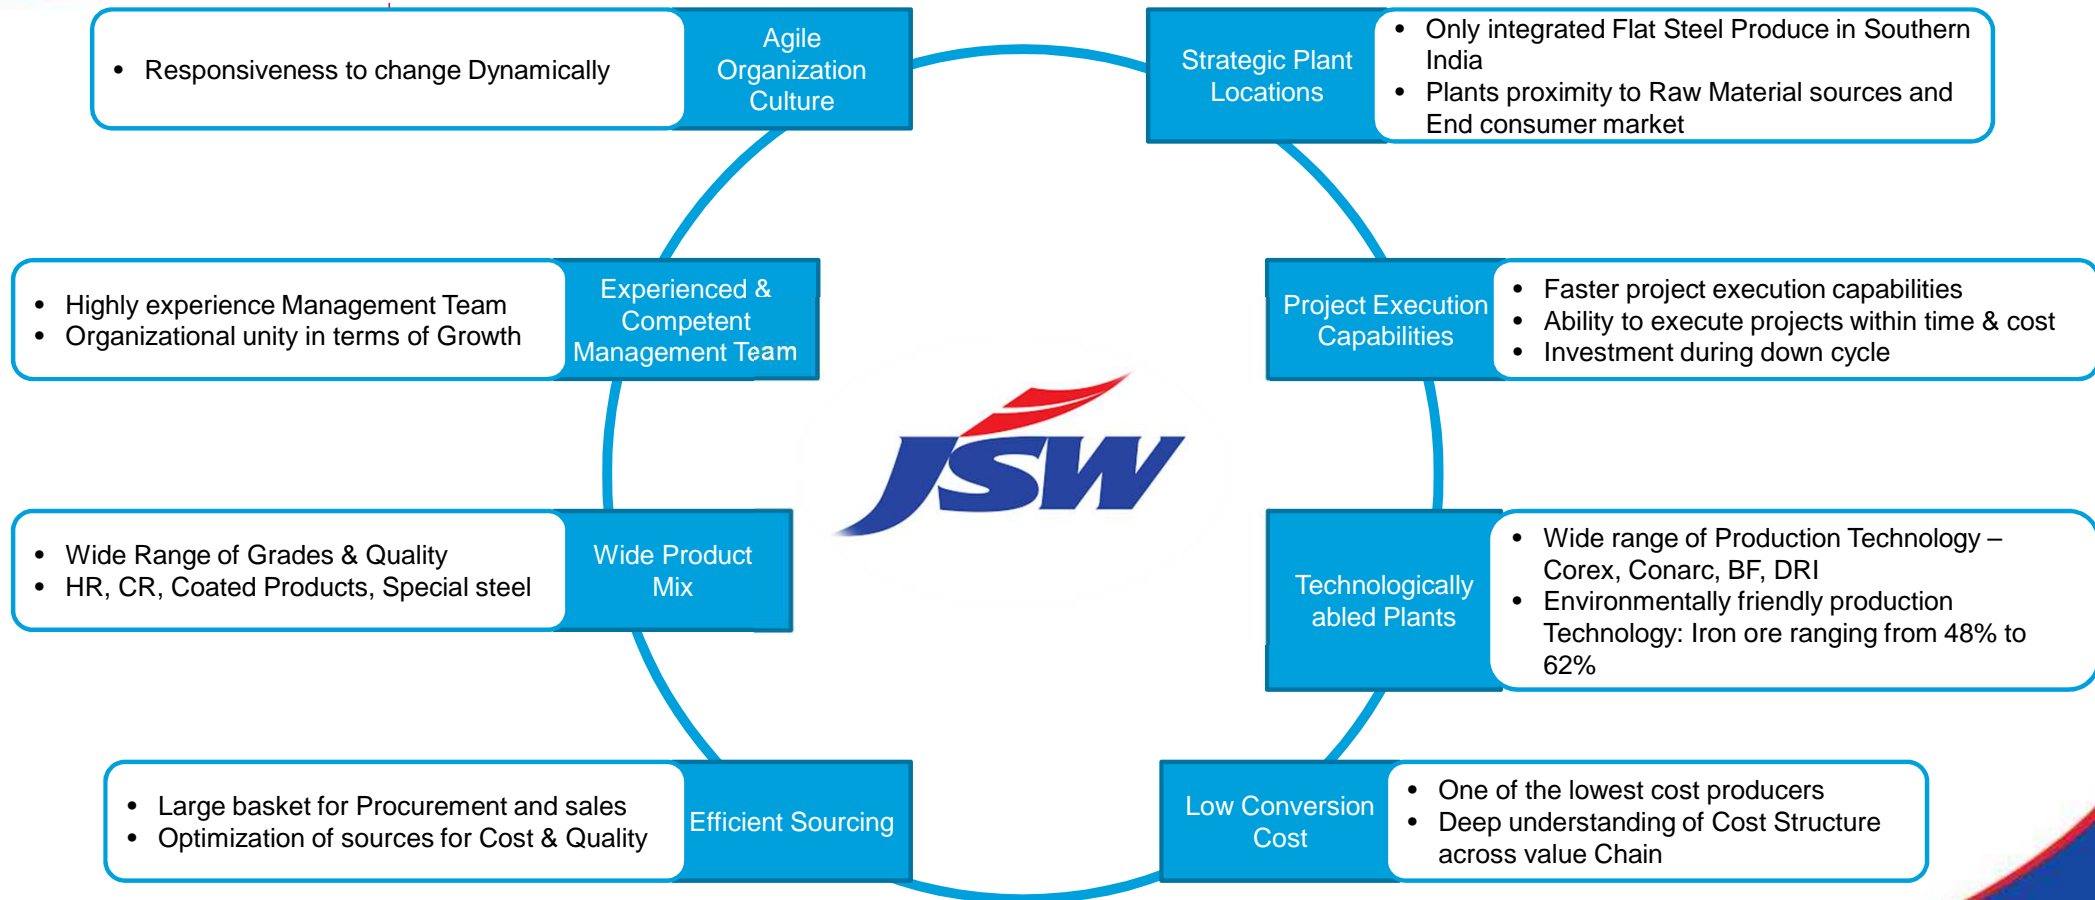 • Responsiveness to change Dynamically
Agile
Organization
Culture
Strategic Plant
Locations
• Only integrated Flat Steel Produce in Southern
India
• Plants proximity to Raw Material sources and
End consumer market
• Highly experience Management Team
• Organizational unity in terms of Growth
Experienced &
Competent
Management Team
Project Execution
Capabilities
• Faster project execution capabilities
• Ability to execute projects within time & cost
• Investment during down cycle
JSW
• Wide Range of Grades & Quality
• HR, CR, Coated Products, Special steel
Wide Product
Mix
Technologically
abled Plants
• Wide range of Production Technology –
Corex, Conarc, BF, DRI
• Environmentally friendly production
Technology: Iron ore ranging from 48% to
62%
• Large basket for Procurement and sales
• Optimization of sources for Cost & Quality
Efficient Sourcing
Low Conversion
Cost
• One of the lowest cost producers
• Deep understanding of Cost Structure
across value Chain